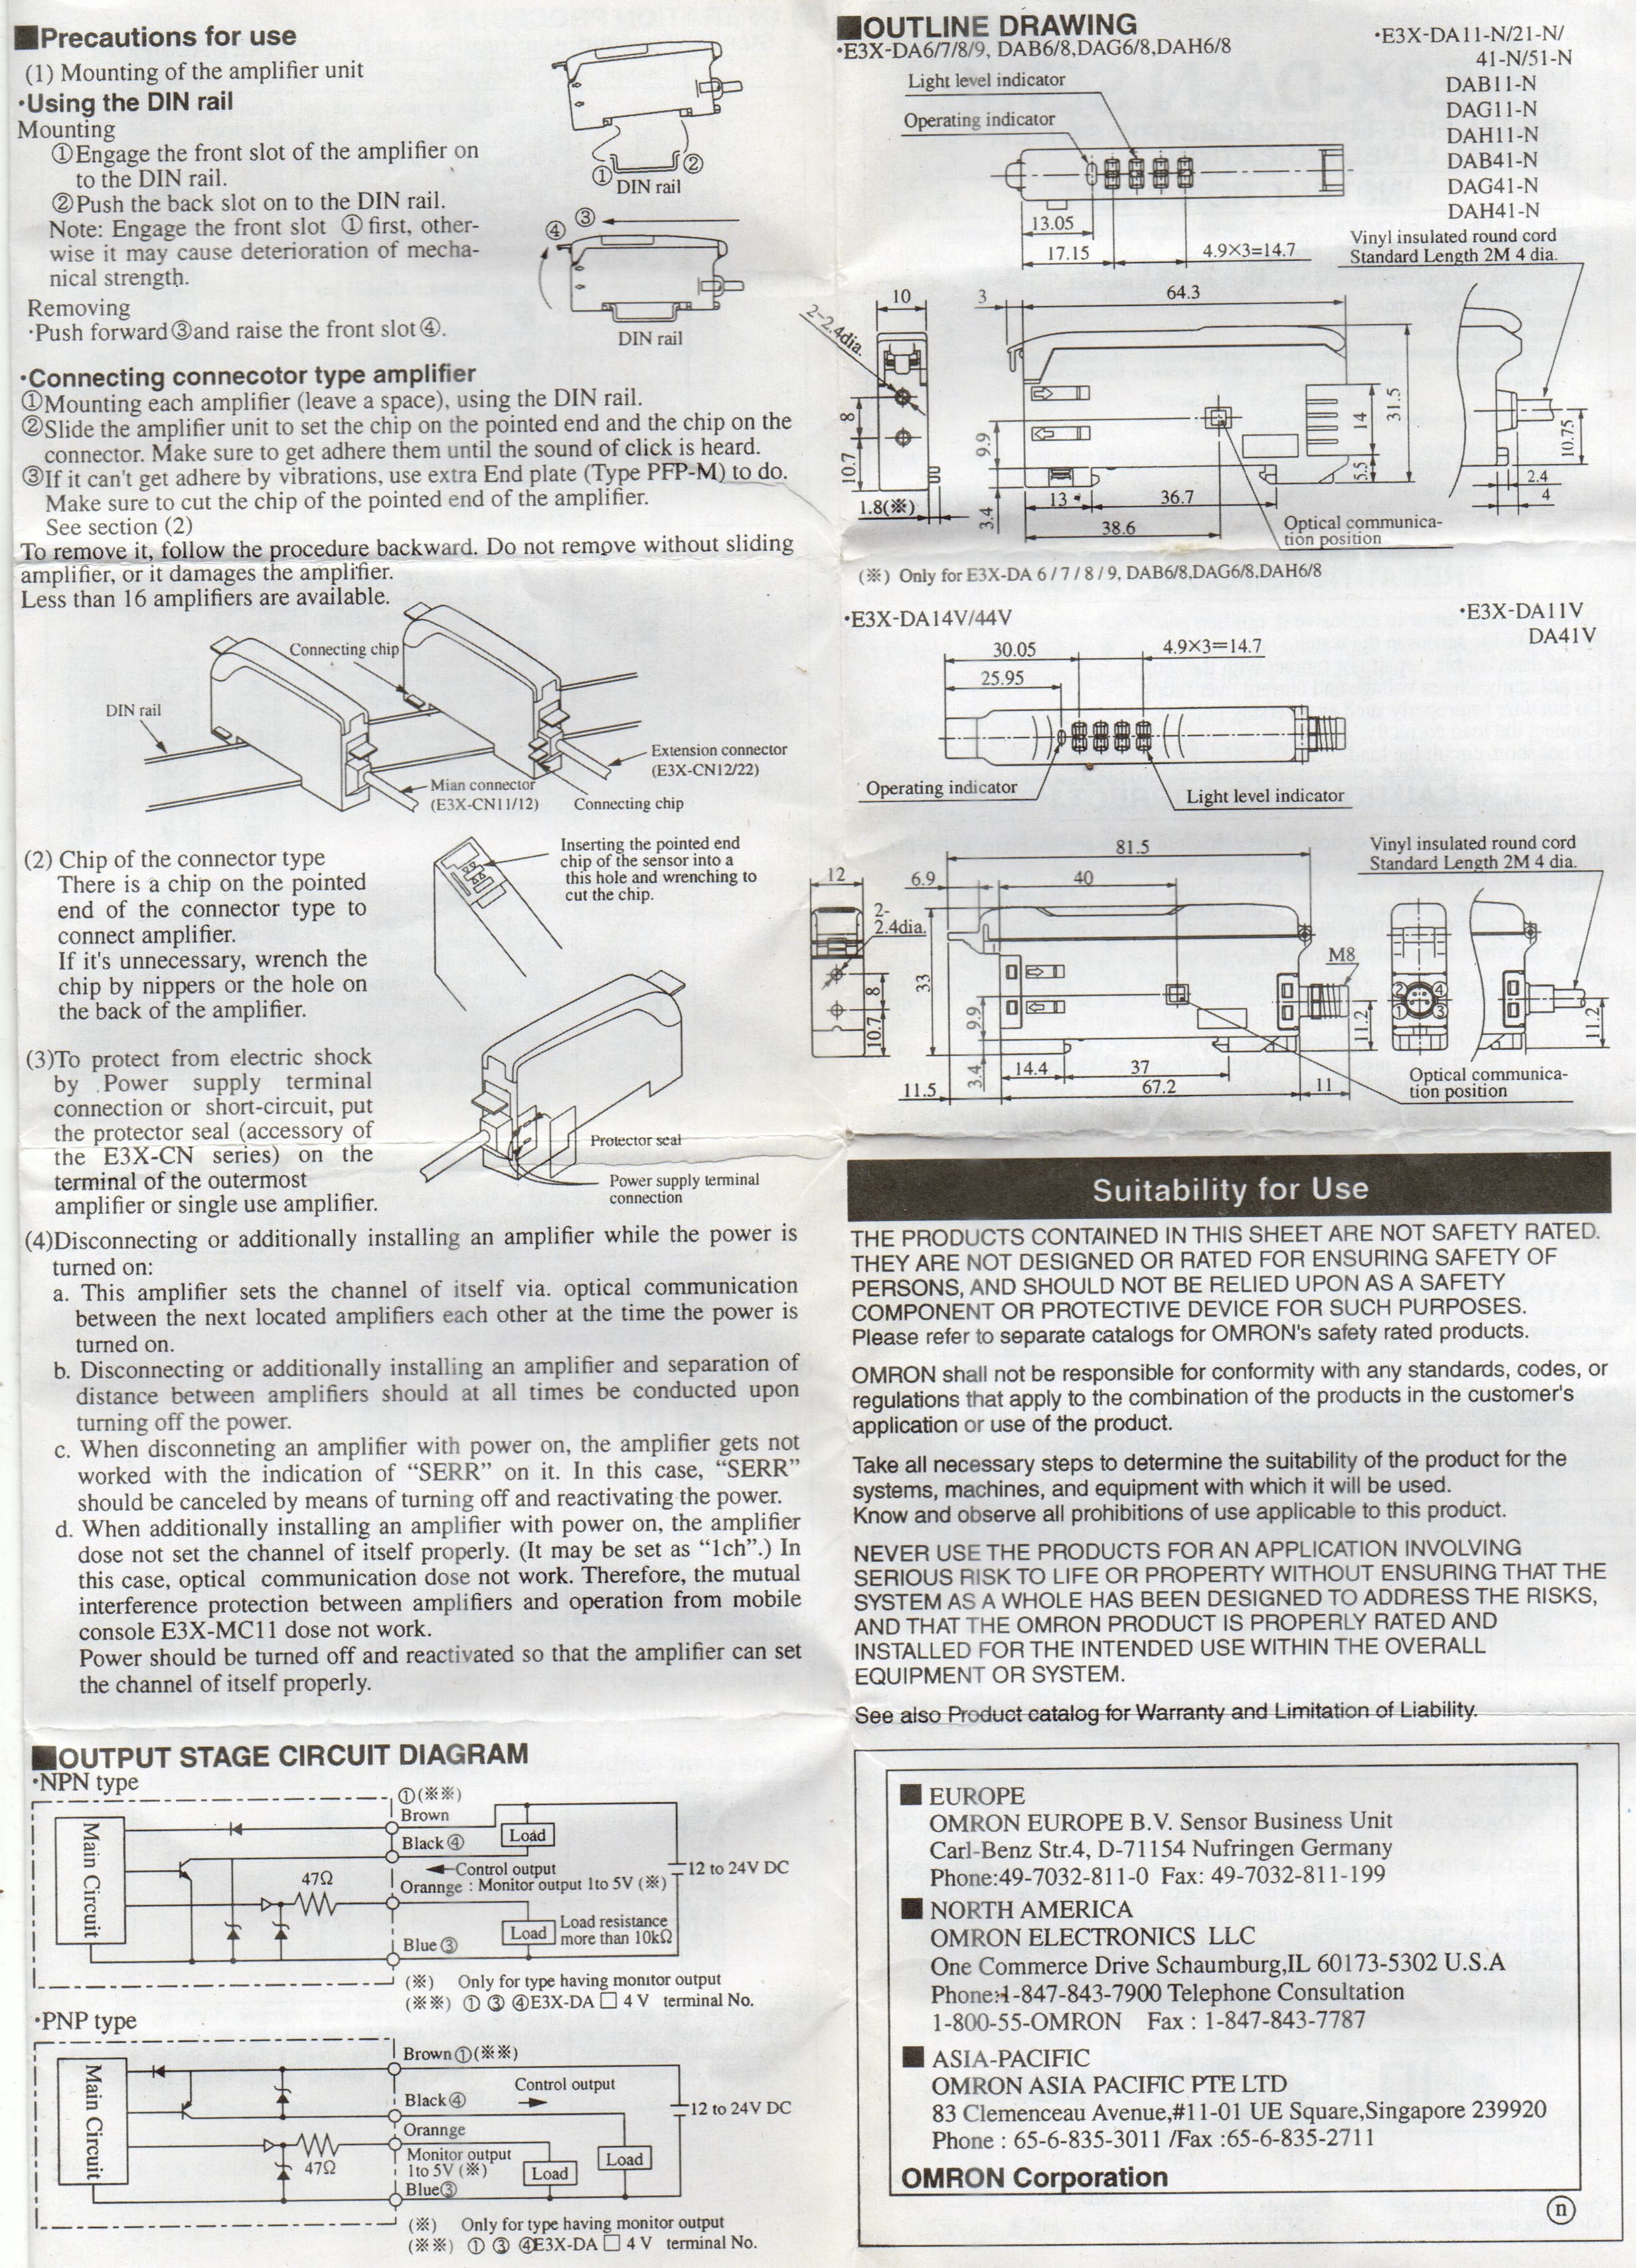 ■Precautions for use
(1) Mounting of the amplifier unit
·Using the DIN rail
Mounting
①Engage the front slot of the amplifier on
to the DIN rail.
②Push the back slot on to the DIN rail.
Note: Engage the front slot ① first, other-
wise it may cause deterioration of mecha-
nical strength.
Removing
·Push forward③and raise the front slot④.
① DIN rail ②
③
④
DIN rail
·Connecting connecotor type amplifier
①Mounting each amplifier (leave a space), using the DIN rail.
②Slide the amplifier unit to set the chip on the pointed end and the chip on the
connector. Make sure to get adhere them until the sound of click is heard.
③If it can't get adhere by vibrations, use extra End plate (Type PFP-M) to do.
Make sure to cut the chip of the pointed end of the amplifier.
See section (2)
To remove it, follow the procedure backward. Do not remove without sliding
amplifier, or it damages the amplifier.
Less than 16 amplifiers are available.
Connecting chip
DIN rail
Extension connector
(E3X-CN12/22)
Mian connector
(E3X-CN11/12)
Connecting chip
(2) Chip of the connector type
There is a chip on the pointed
end of the connector type to
connect amplifier.
If it's unnecessary, wrench the
chip by nippers or the hole on
the back of the amplifier.
Inserting the pointed end
chip of the sensor into a
this hole and wrenching to
cut the chip.
(3)To protect from electric shock
by .Power supply terminal
connection or short-circuit, put
the protector seal (accessory of
the E3X-CN series) on the
terminal of the outermost
amplifier or single use amplifier.
Protector seal
Power supply terminal
connection
(4)Disconnecting or additionally installing an amplifier while the power is
turned on:
a. This amplifier sets the channel of itself via. optical communication
between the next located amplifiers each other at the time the power is
turned on.
b. Disconnecting or additionally installing an amplifier and separation of
distance between amplifiers should at all times be conducted upon
turning off the power.
c. When disconneting an amplifier with power on, the amplifier gets not
worked with the indication of “SERR” on it. In this case, “SERR”
should be canceled by means of turning off and reactivating the power.
d. When additionally installing an amplifier with power on, the amplifier
dose not set the channel of itself properly. (It may be set as “1ch”.) In
this case, optical communication dose not work. Therefore, the mutual
interference protection between amplifiers and operation from mobile
console E3X-MC11 dose not work.
Power should be turned off and reactivated so that the amplifier can set
the channel of itself properly.
■OUTPUT STAGE CIRCUIT DIAGRAM
·NPN type
Main Circuit
①(※※)
Brown
Load
Black④
Control output
12 to 24V DC
47Ω
Orannge : Monitor output 1to 5V (※)
Load
Load resistance
more than 10kΩ
Blue③
(※) Only for type having monitor output
(※※) ① ③ ④E3X-DA □ 4 V terminal No.
·PNP type
Main Circuit
Brown①(※※)
Control output
Black④
12 to 24V DC
Orannge
47Ω
Monitor output
1to 5V (※)
Load
Load
Blue③
(※) Only for type having monitor output
(※※) ① ③ ④E3X-DA □ 4 V terminal No.
■OUTLINE DRAWING
·E3X-DA6/7/8/9, DAB6/8,DAG6/8,DAH6/8
·E3X-DA11-N/21-N/
41-N/51-N
DAB11-N
DAG11-N
DAH11-N
DAB41-N
DAG41-N
DAH41-N
Light level indicator
Operating indicator
13.05
17.15
4.9×3=14.7
Vinyl insulated round cord
Standard Length 2M 4 dia.
10
3
64.3
2-2.4dia.
8
10.7
1.8(※)
9.9
3.4
13
36.7
38.6
14
5.5
31.5
10.75
2.4
4
Optical communica-
tion position
(※) Only for E3X-DA 6 / 7 / 8 / 9, DAB6/8,DAG6/8,DAH6/8
·E3X-DA14V/44V
·E3X-DA11V
DA41V
30.05
4.9×3=14.7
25.95
Operating indicator
Light level indicator
Vinyl insulated round cord
Standard Length 2M 4 dia.
81.5
12
6.9
40
2-
2.4dia.
M8
33
8
10.7
9.9
3.4
11.5
14.4
37
67.2
11
11.2
② ④
① ③
11.2
Optical communica-
tion position
Suitability for Use
THE PRODUCTS CONTAINED IN THIS SHEET ARE NOT SAFETY RATED.
THEY ARE NOT DESIGNED OR RATED FOR ENSURING SAFETY OF
PERSONS, AND SHOULD NOT BE RELIED UPON AS A SAFETY
COMPONENT OR PROTECTIVE DEVICE FOR SUCH PURPOSES.
Please refer to separate catalogs for OMRON's safety rated products.
OMRON shall not be responsible for conformity with any standards, codes, or
regulations that apply to the combination of the products in the customer's
application or use of the product.
Take all necessary steps to determine the suitability of the product for the
systems, machines, and equipment with which it will be used.
Know and observe all prohibitions of use applicable to this product.
NEVER USE THE PRODUCTS FOR AN APPLICATION INVOLVING
SERIOUS RISK TO LIFE OR PROPERTY WITHOUT ENSURING THAT THE
SYSTEM AS A WHOLE HAS BEEN DESIGNED TO ADDRESS THE RISKS,
AND THAT THE OMRON PRODUCT IS PROPERLY RATED AND
INSTALLED FOR THE INTENDED USE WITHIN THE OVERALL
EQUIPMENT OR SYSTEM.
See also Product catalog for Warranty and Limitation of Liability.
■ EUROPE
OMRON EUROPE B.V. Sensor Business Unit
Carl-Benz Str.4, D-71154 Nufringen Germany
Phone:49-7032-811-0 Fax: 49-7032-811-199
■ NORTH AMERICA
OMRON ELECTRONICS LLC
One Commerce Drive Schaumburg,IL 60173-5302 U.S.A
Phone:1-847-843-7900 Telephone Consultation
1-800-55-OMRON Fax : 1-847-843-7787
■ ASIA-PACIFIC
OMRON ASIA PACIFIC PTE LTD
83 Clemenceau Avenue,#11-01 UE Square,Singapore 239920
Phone : 65-6-835-3011 /Fax :65-6-835-2711
OMRON Corporation
ⓝ